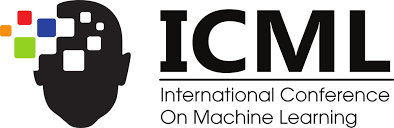 ICML
International Conference
On Machine Learning